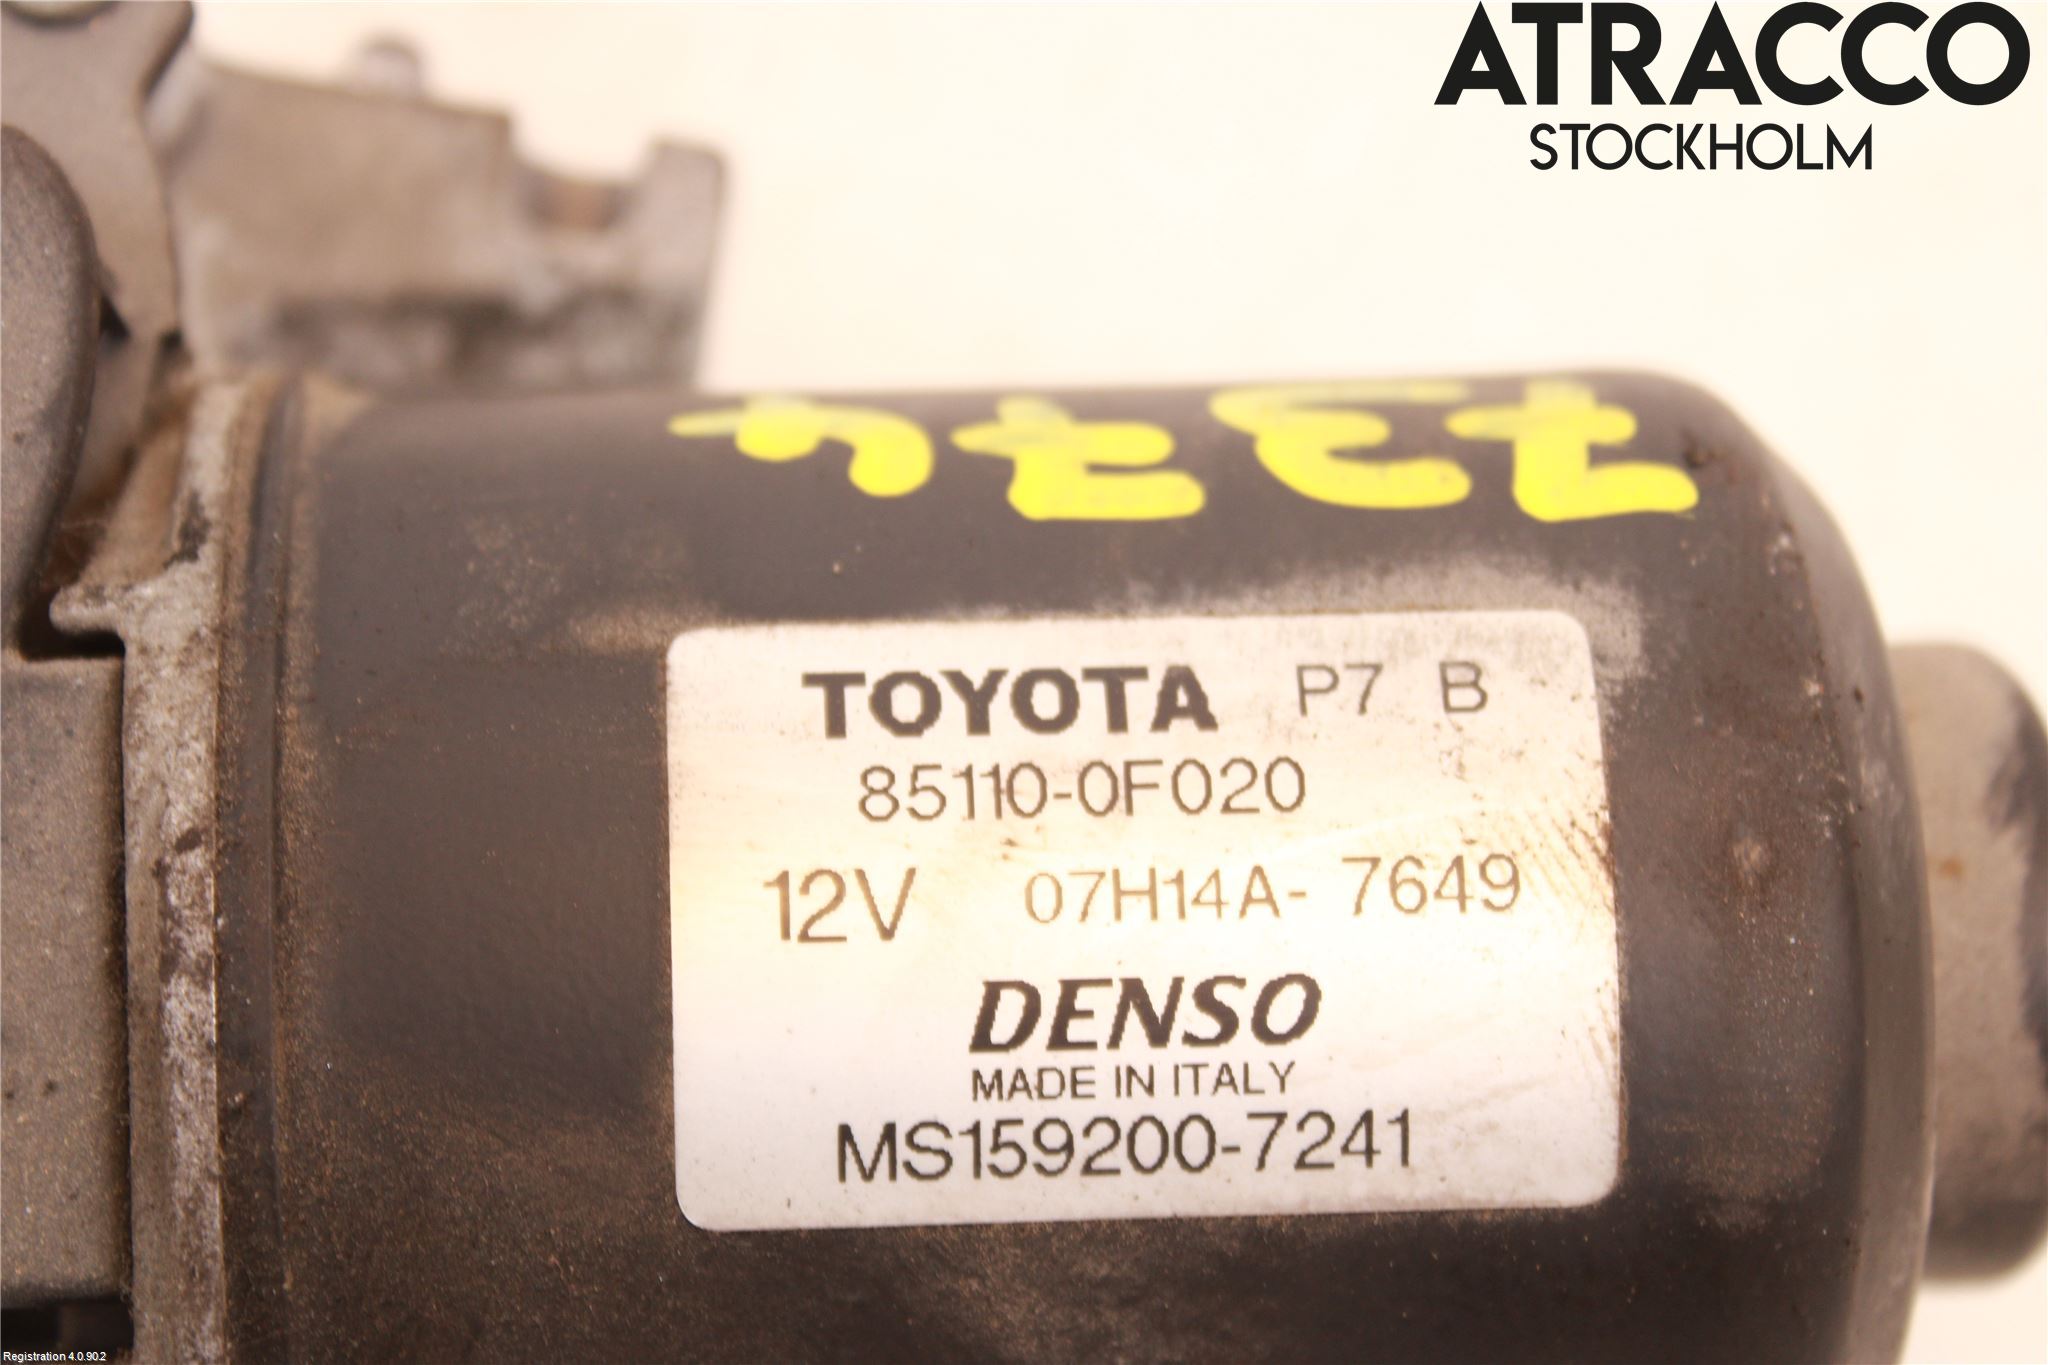 ATRACCO
STOCKHOLM
TOYOTA P7 B
85110-0F020
12V 07H14A-7649
DENSO
MADE IN ITALY
MS159200-7241
Registration 4.0.90.2